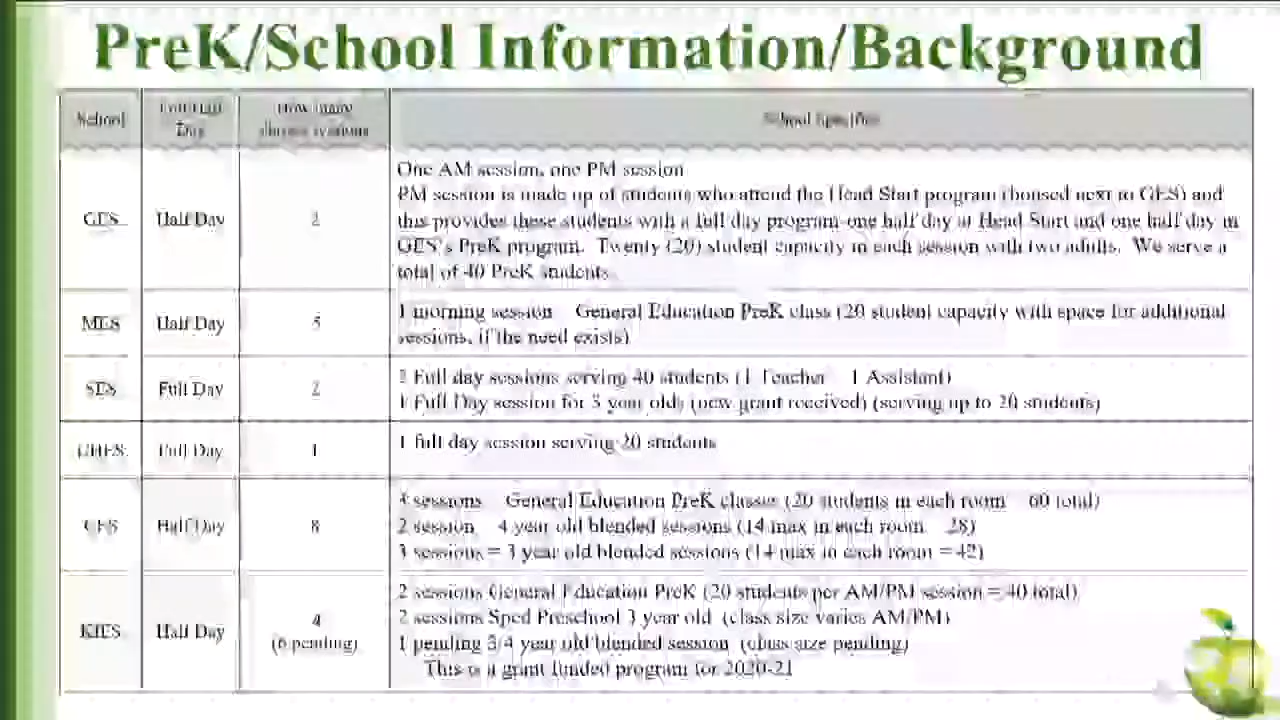 PreK/School Information/Background
School
Day
How many
School Specifics
One AM session, one PM session
GES
Half Day
2
PM session is made up of students who attend the Head Start program (housed next to GES) and
this provides these students with a full day program-one half day at Head Start and one half day in
GES's PreK program. Twenty (20) student capacity in each session with two adults. We serve a
total of 40 PreK students.
MES
Half Day
5
1 morning session General Education PreK class (20 student capacity with space for additional
sessions, if the need exists)
SES
Full Day
2
2 Full day sessions serving 40 students (1 Teacher 1 Assistant)
1 Full Day session for 3 year olds (new grant received) (serving up to 20 students)
Full Day
1
1 full day session serving 20 students
Half Day
8
sessions General Education PreK classes (20 students in each room 60 total)
2 session 4 year old blended sessions (14 max in each room 28)
3 sessions = 3 year old blended sessions (14 max in each room = 42)
KIES
Half Day
4
(6 pending)
2 sessions General Education PreK (20 students per AM/PM session = 40 total)
2 sessions Sped Preschool 3 year old (class size varies AM/PM)
1 pending 3/4 year old blended session (class size pending)
This is a grant funded program for 2020-21